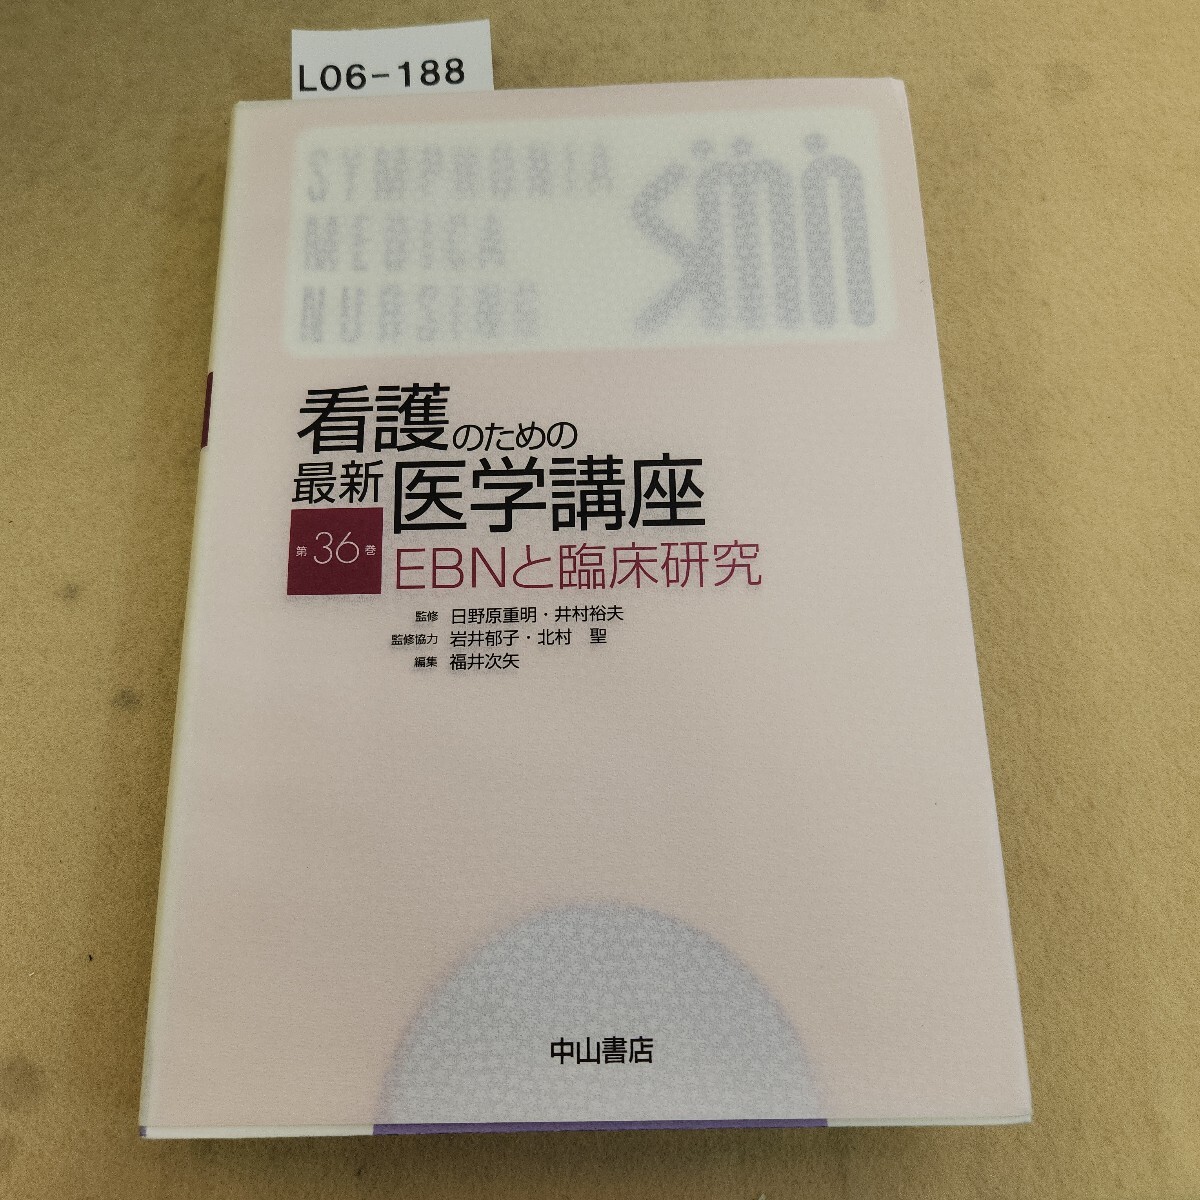 L06-188
看護のための
最新医学講座
第36巻
EBNと臨床研究
監修 日野原重明・井村裕夫
監修協力 岩井郁子・北村 聖
編集 福井次矢
中山書店